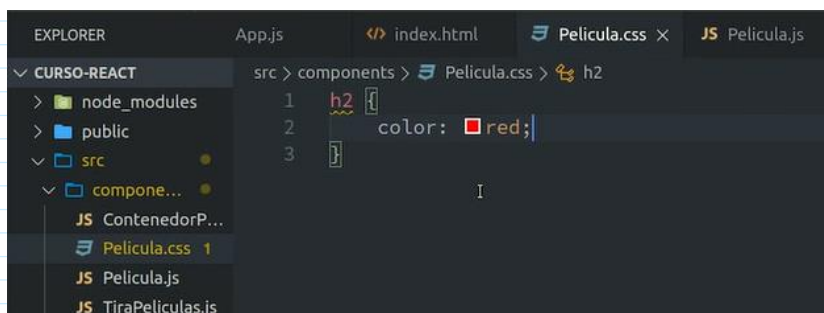 EXPLORER
App.js
index.html
Pelicula.css ×
JS Pelicula.js
CURSO-REACT
src > components > Pelicula.css > h2
> node_modules
> public
src
compone...
JS ContenedorP...
Pelicula.css 1
JS Pelicula.js
JS TiraPeliculas.js
1 h2 {
2 color: red;
3 }